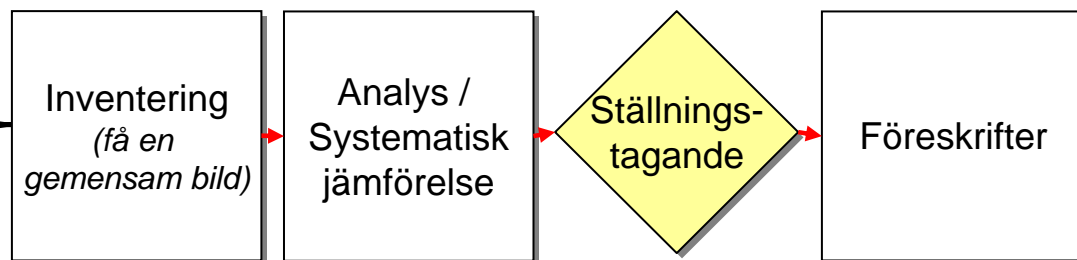 Inventering
(få en
gemensam bild)
Analys /
Systematisk
jämförelse
Ställnings-
tagande
Föreskrifter